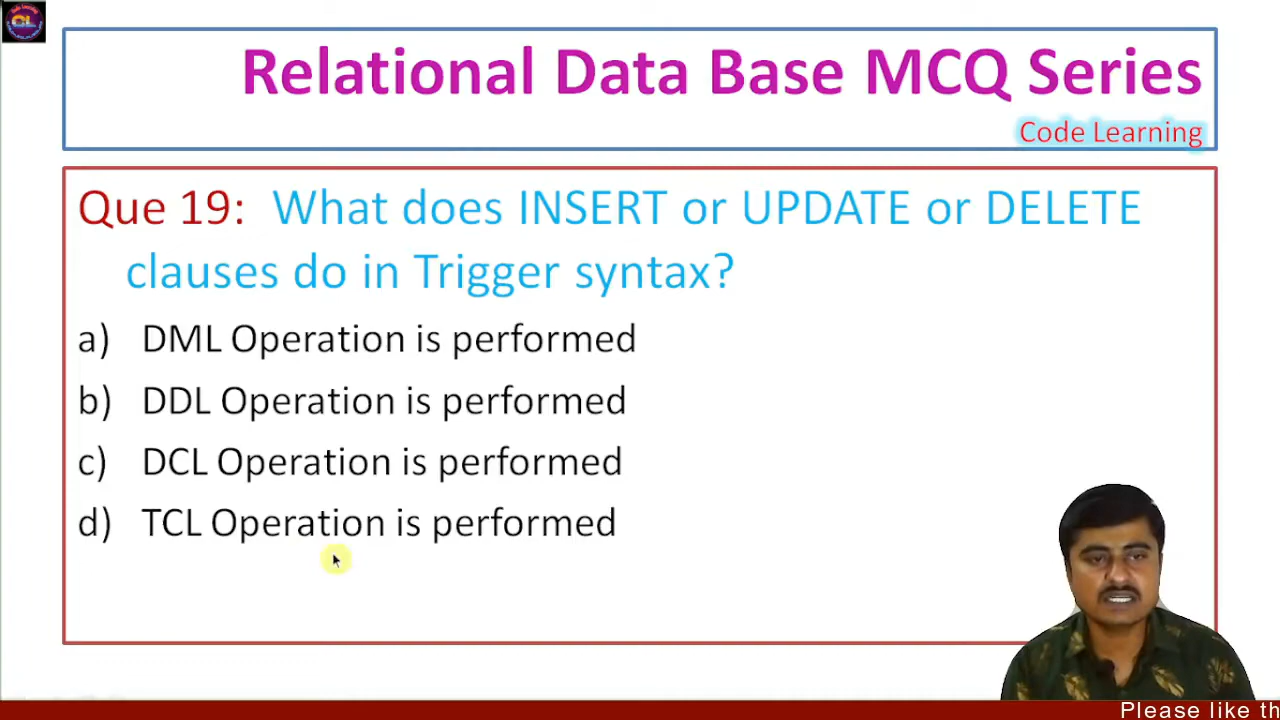 Code Learning
Relational Data Base MCQ Series
Code Learning
Que 19: What does INSERT or UPDATE or DELETE
clauses do in Trigger syntax?
a) DML Operation is performed
b) DDL Operation is performed
c) DCL Operation is performed
d) TCL Operation is performed
Please like th